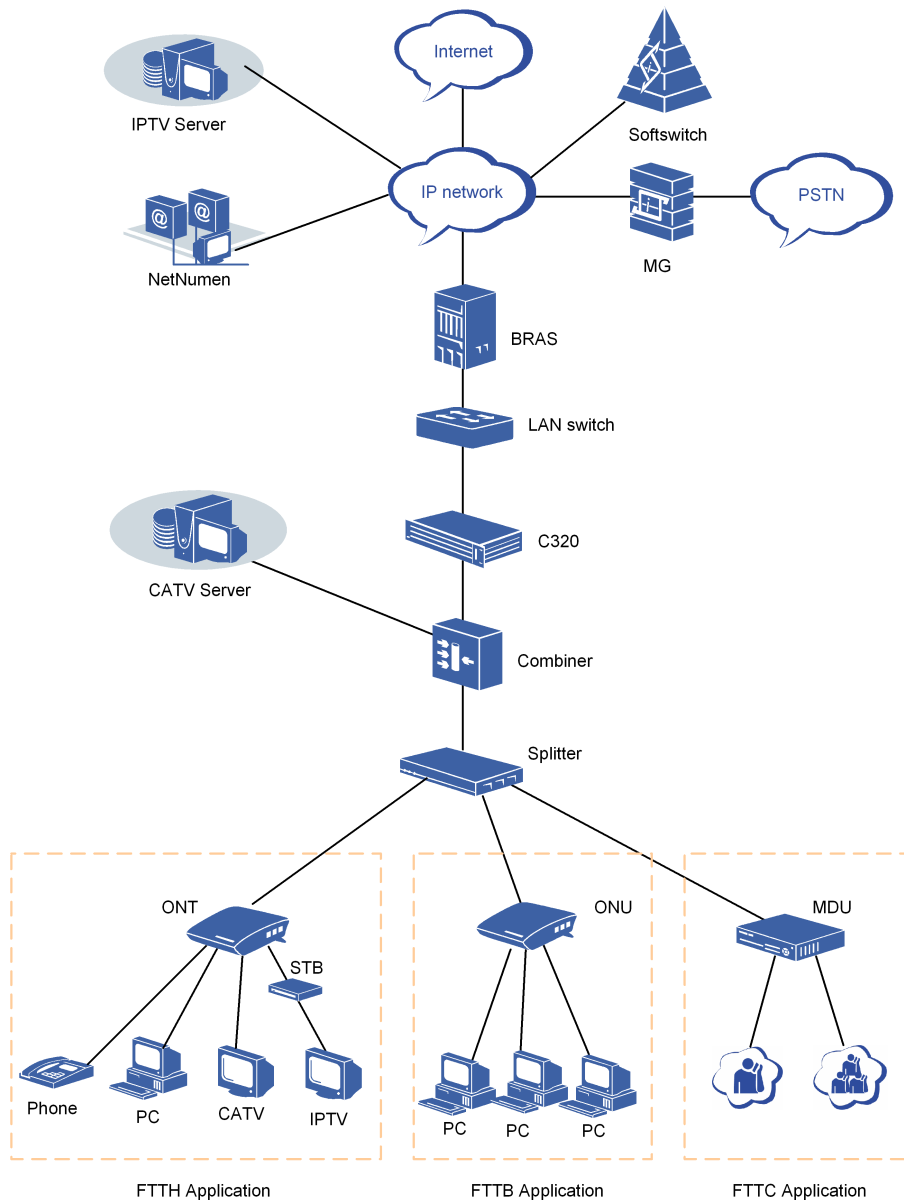 Internet
IPTV Server
Softswitch
IP network
PSTN
NetNumen
MG
BRAS
LAN switch
C320
CATV Server
Combiner
Splitter
ONT
ONU
MDU
STB
Phone
PC
CATV
IPTV
PC
PC
PC
FTTH Application
FTTB Application
FTTC Application